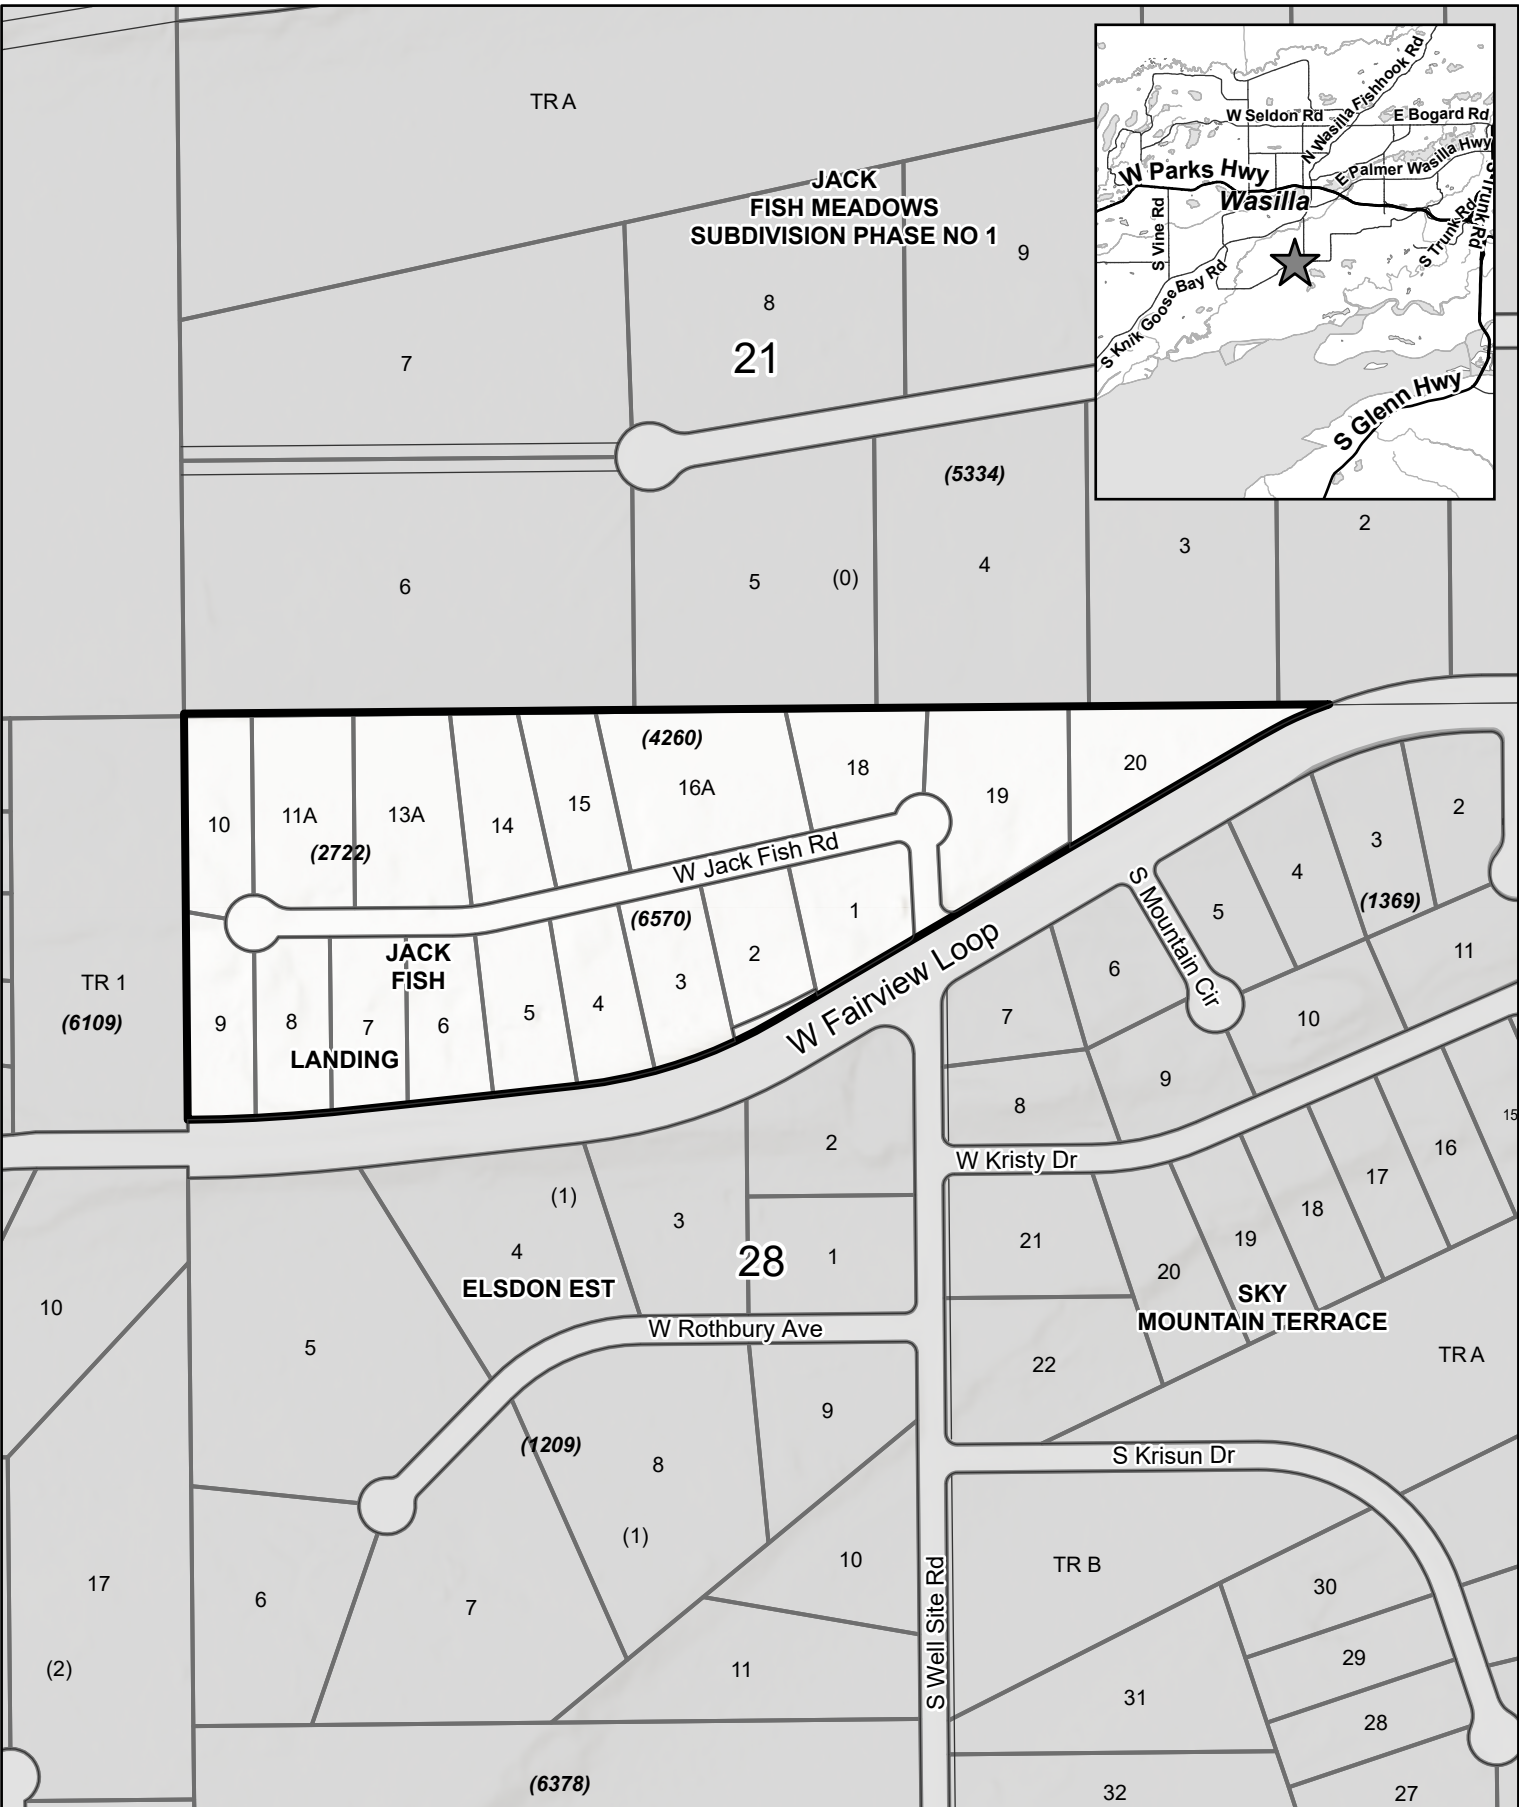 TR A
JACK
FISH MEADOWS
SUBDIVISION PHASE NO 1
9
8
21
7
(5334)
6
5
(0)
4
3
2
W Seldon Rd
N Wasilla Fishhook Rd
E Bogard Rd
E Palmer Wasilla Hwy
W Parks Hwy
Wasilla
S Vine Rd
S Trunk Rd
S Trunk Rd
S Knik Goose Bay Rd
S Glenn Hwy
(4260)
10
11A
13A
14
15
16A
18
19
20
(2722)
W Jack Fish Rd
(6570)
JACK
FISH
LANDING
9
8
7
6
5
4
3
2
1
TR 1
(6109)
W Fairview Loop
S Mountain Cir
2
3
4
5
(1369)
6
7
11
10
9
8
W Kristy Dr
15
16
17
18
19
20
21
22
SKY
MOUNTAIN TERRACE
TR A
2
(1)
3
4
28
1
ELSDON EST
W Rothbury Ave
10
5
9
(1209)
8
(1)
S Krisun Dr
17
6
7
10
11
(2)
S Well Site Rd
TR B
30
29
31
28
32
27
(6378)